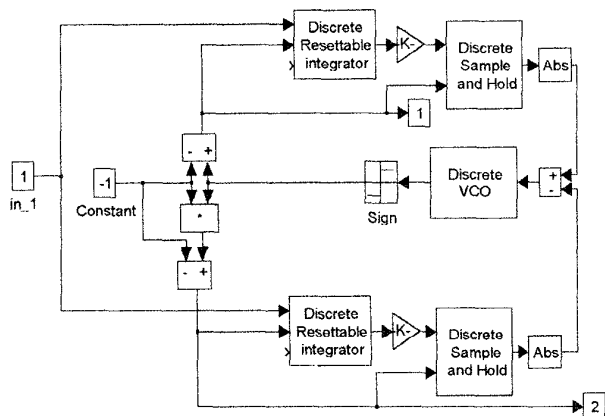 Discrete
Resettable
integrator
K-
Discrete
Sample
and Hold
Abs
1
- +
1
in_1
-1
Constant
*
Sign
Discrete
VCO
+
-
- +
Discrete
Resettable
integrator
K-
Discrete
Sample
and Hold
Abs
2